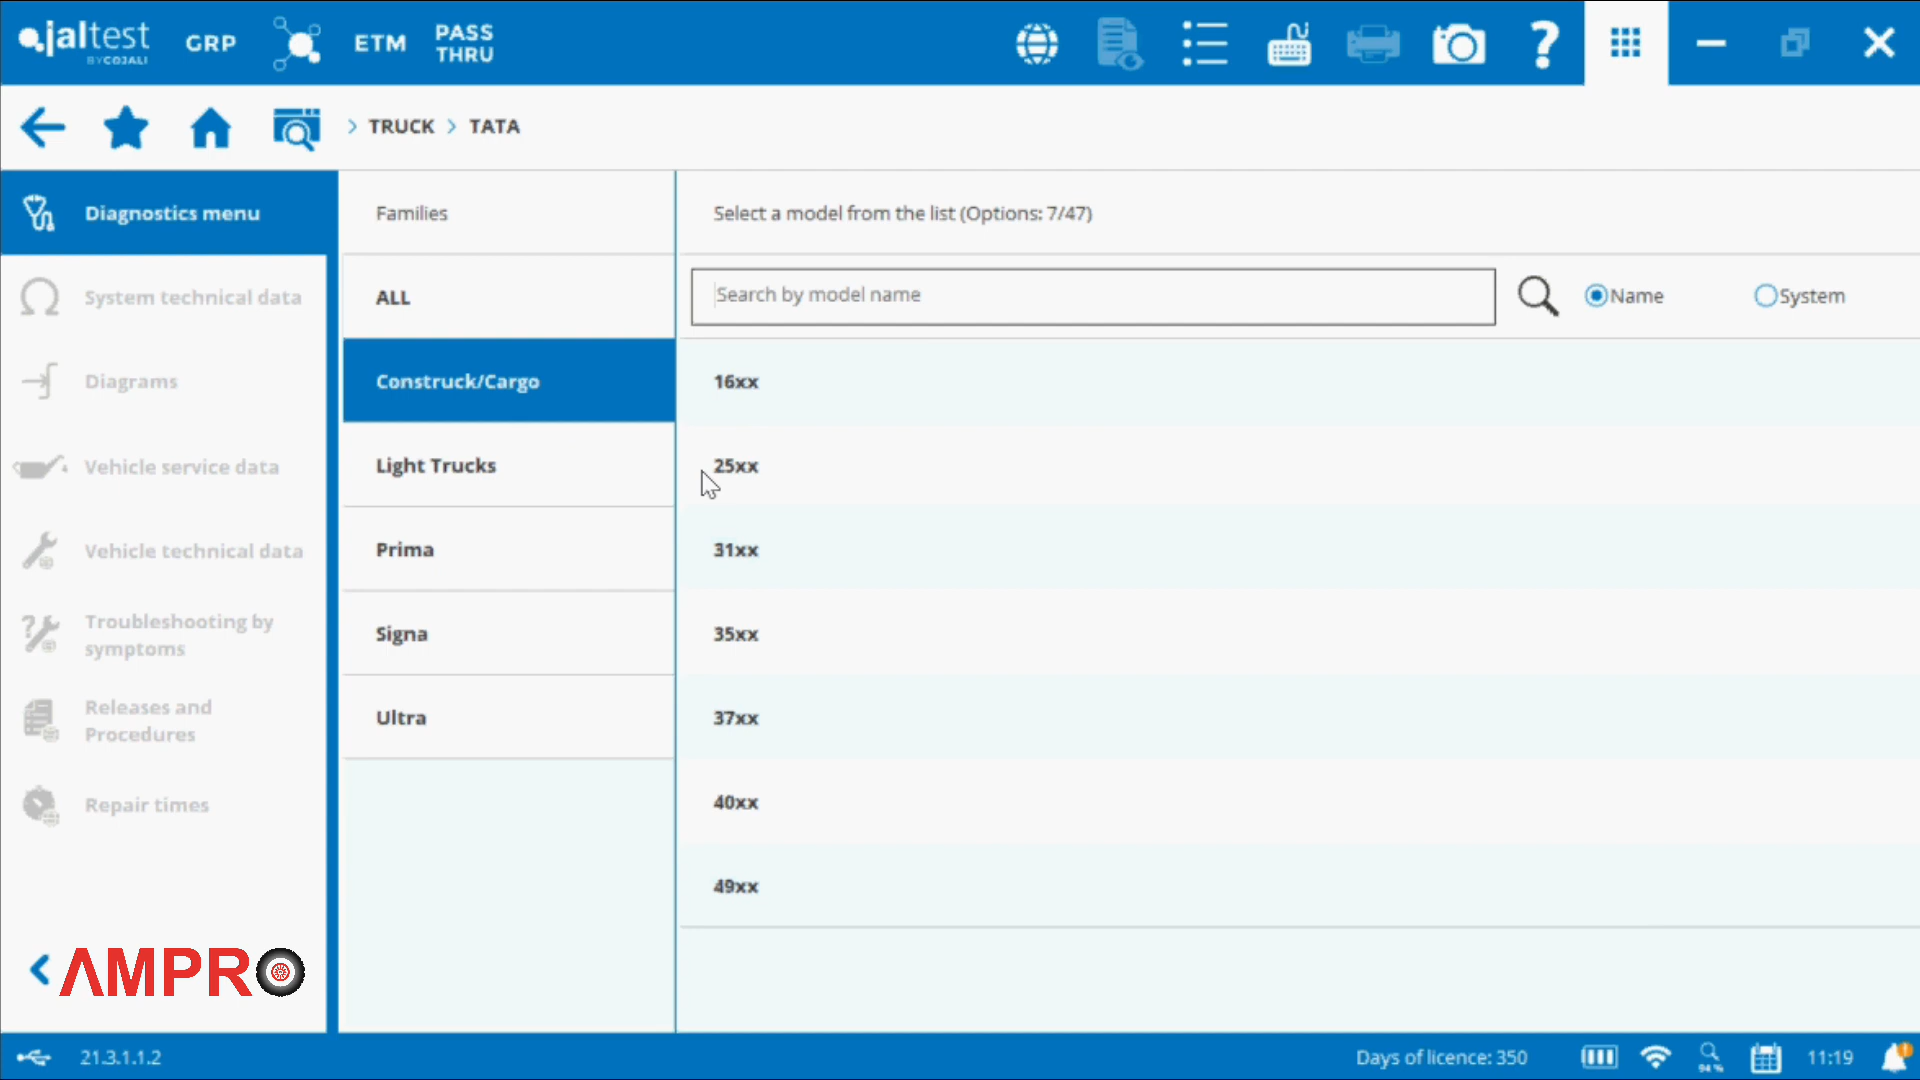 jaltest
BY COJALI
GRP
ETM
PASS
THRU
> TRUCK > TATA
Diagnostics menu
System technical data
Diagrams
Vehicle service data
Vehicle technical data
Troubleshooting by
symptoms
Releases and
Procedures
Repair times
AMPRO
Families
ALL
Construck/Cargo
Light Trucks
Prima
Signa
Ultra
Select a model from the list (Options: 7/47)
Search by model name
Name
System
16xx
25xx
31xx
35xx
37xx
40xx
49xx
21.3.1.1.2
Days of licence: 350
94 %
11:19